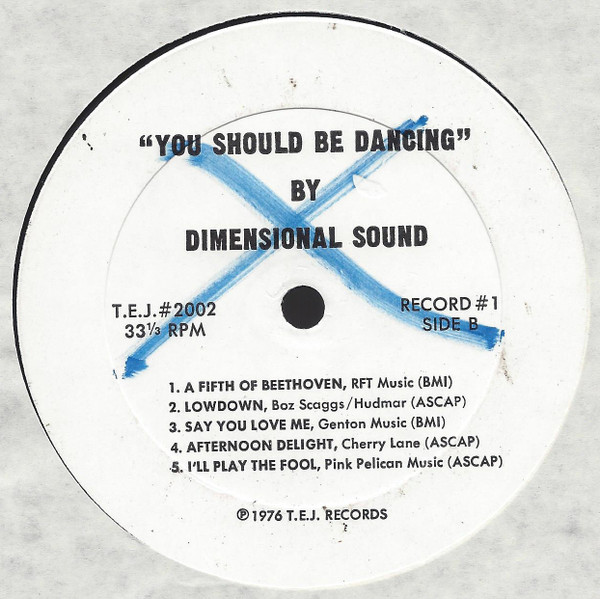 "YOU SHOULD BE DANCING"
BY
DIMENSIONAL SOUND
T.E.J.#2002
33⅓ RPM
RECORD #1
SIDE B
1. A FIFTH OF BEETHOVEN, RFT Music (BMI)
2. LOWDOWN, Boz Scaggs/Hudmar (ASCAP)
3. SAY YOU LOVE ME, Genton Music (BMI)
4. AFTERNOON DELIGHT, Cherry Lane (ASCAP)
5. I'LL PLAY THE FOOL, Pink Pelican Music (ASCAP)
℗ 1976 T.E.J. RECORDS